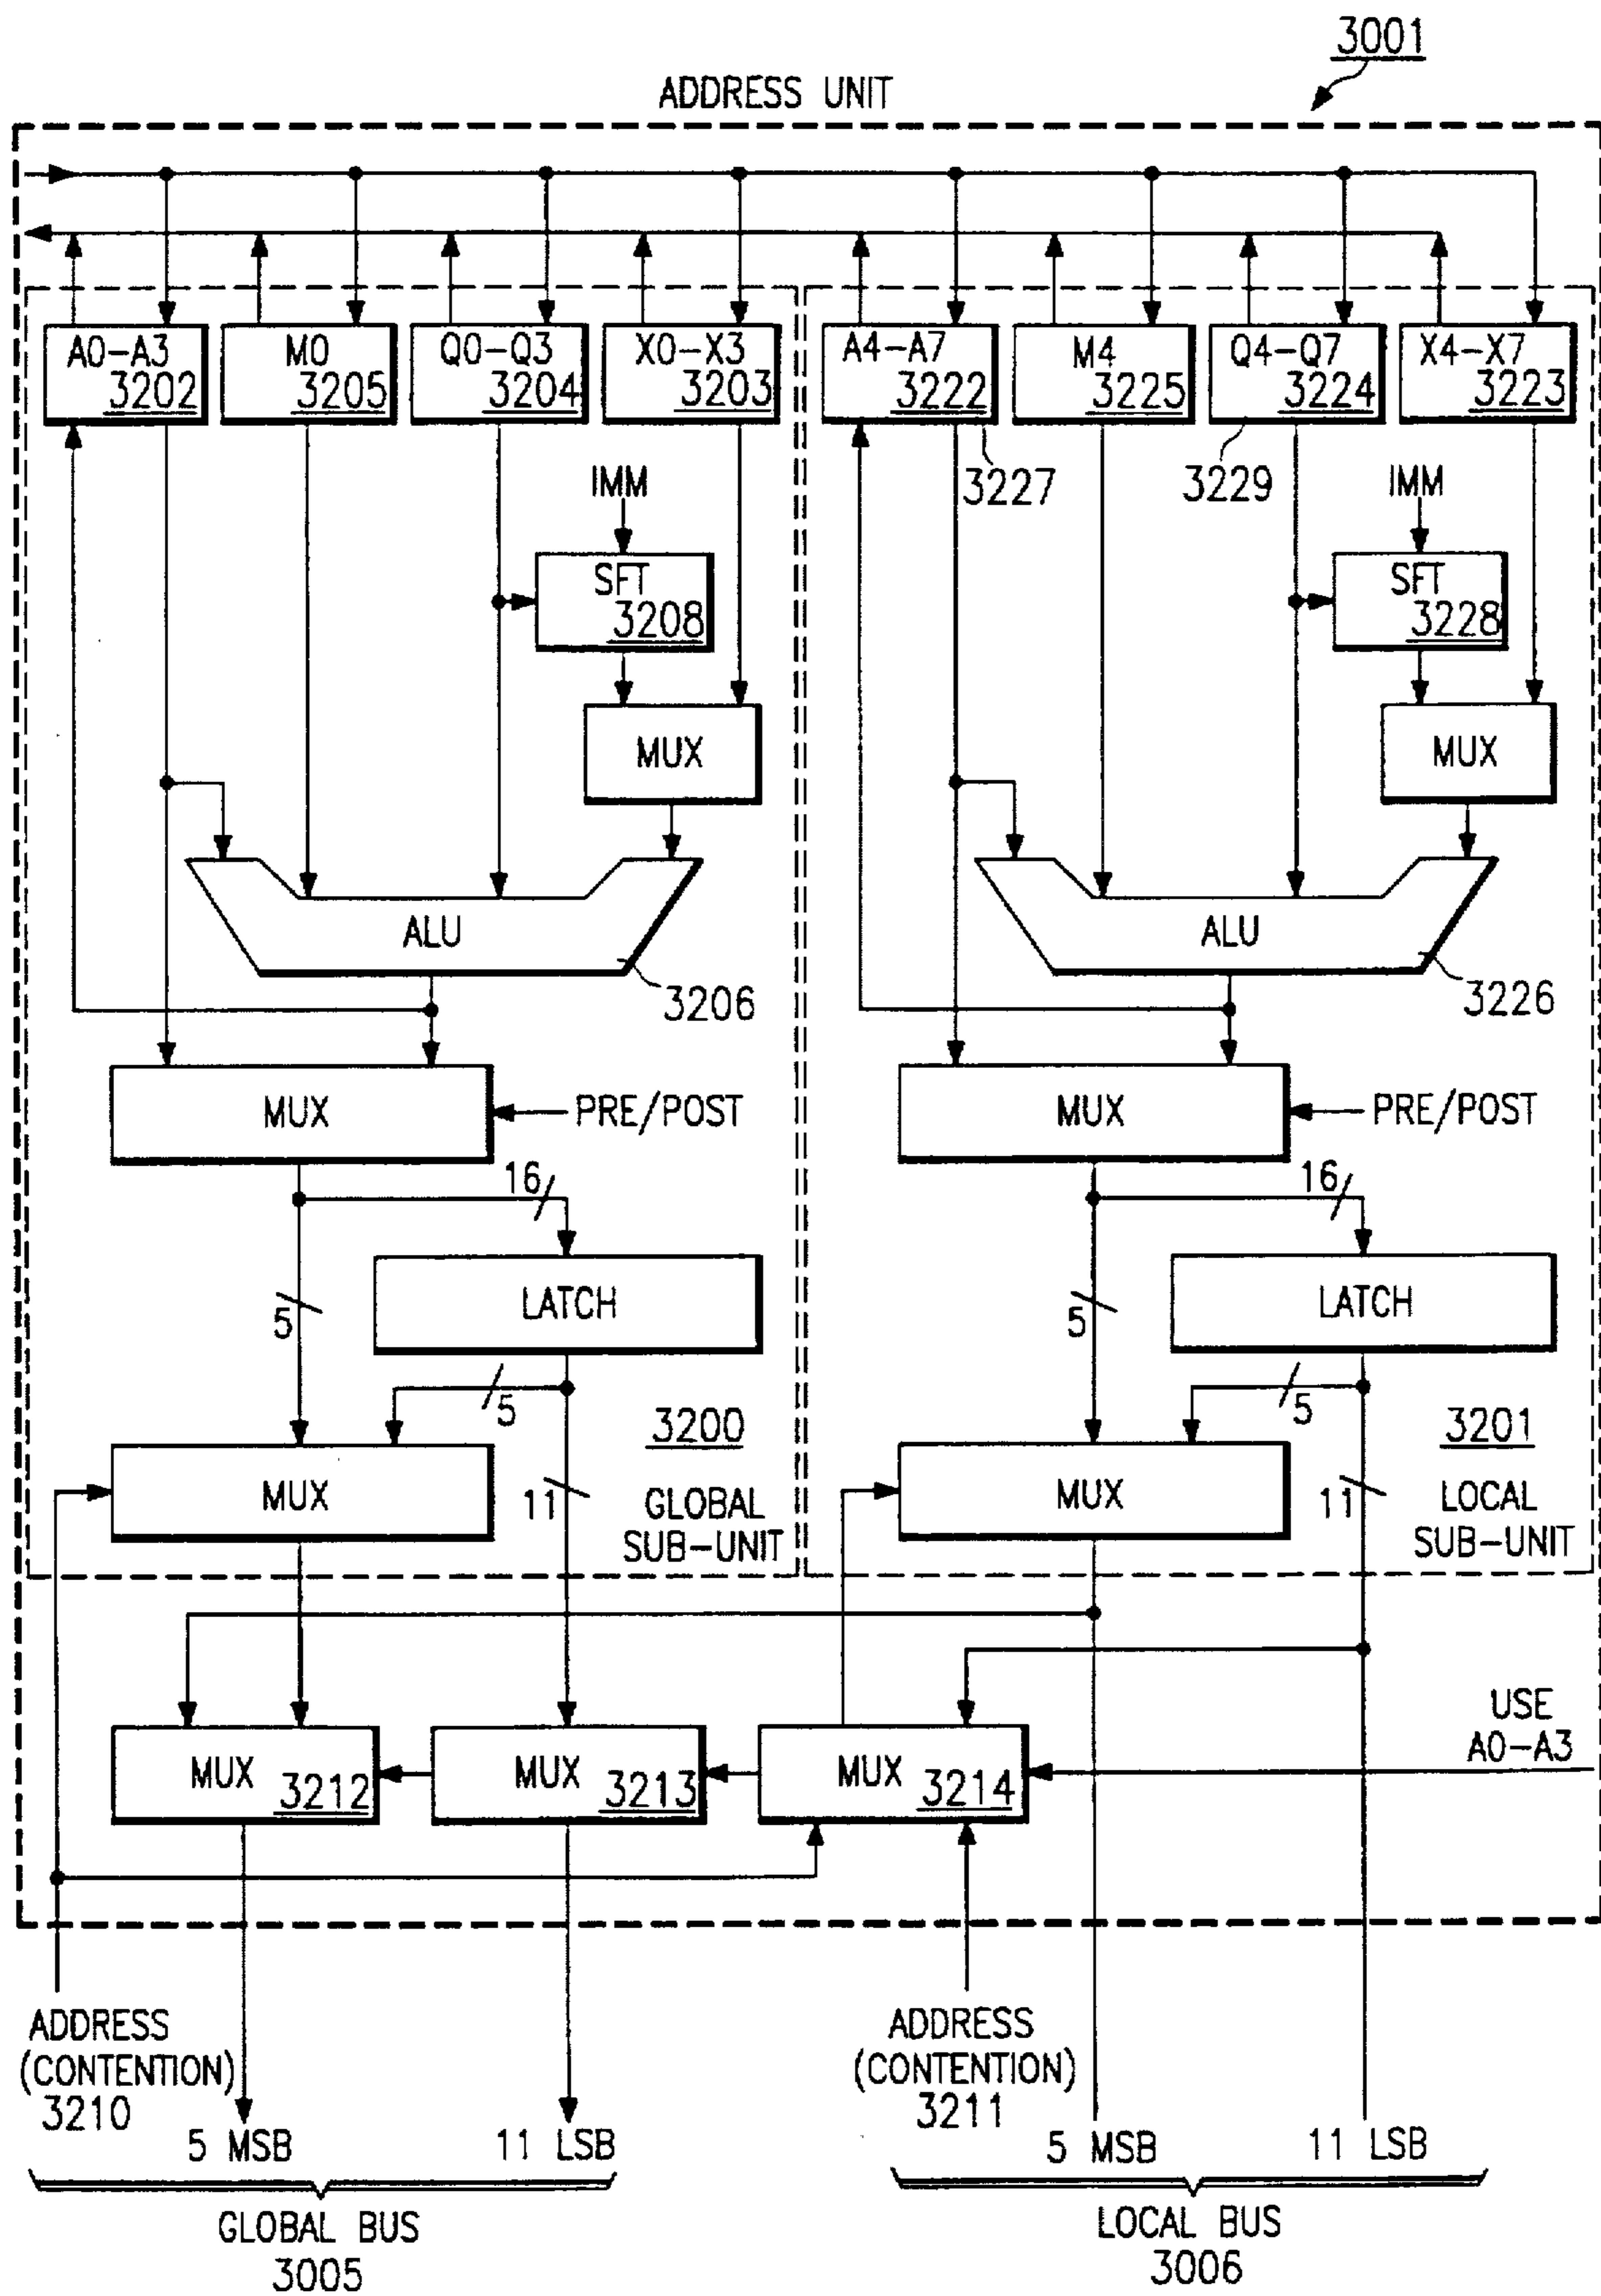 3001
ADDRESS UNIT
A0-A3
3202
M0
3205
Q0-Q3
3204
X0-X3
3203
A4-A7
3222
M4
3225
Q4-Q7
3224
X4-X7
3223
3227
3229
IMM
IMM
SFT
3208
SFT
3228
MUX
MUX
ALU
ALU
3206
3226
MUX
PRE/POST
MUX
PRE/POST
16
16
5
LATCH
5
LATCH
5
5
3200
3201
MUX
11
GLOBAL
SUB-UNIT
MUX
11
LOCAL
SUB-UNIT
USE
A0-A3
MUX
3212
MUX
3213
MUX
3214
ADDRESS
(CONTENTION)
3210
ADDRESS
(CONTENTION)
3211
5 MSB
11 LSB
5 MSB
11 LSB
GLOBAL BUS
3005
LOCAL BUS
3006